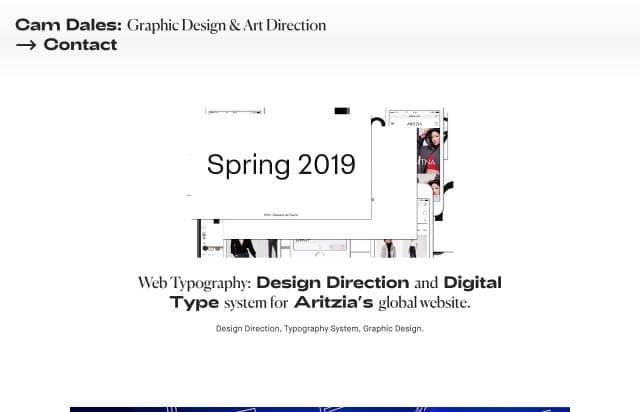 Cam Dales: Graphic Design & Art Direction
→ Contact
ARITZIA
TNA
Spring 2019
Web Typography: Design Direction and Digital
Type system for Aritzia's global website.
Design Direction, Typography System, Graphic Design.